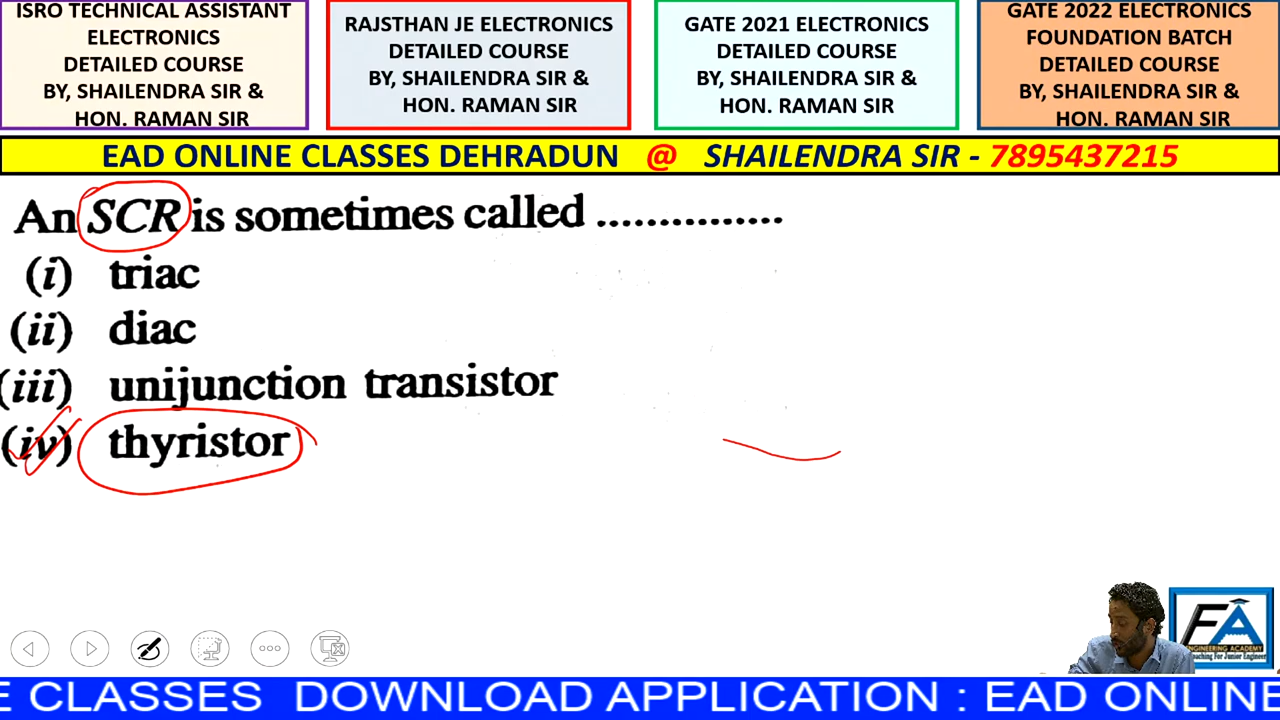 ISRO TECHNICAL ASSISTANT
ELECTRONICS
DETAILED COURSE
BY, SHAILENDRA SIR &
HON. RAMAN SIR
RAJSTHAN JE ELECTRONICS
DETAILED COURSE
BY, SHAILENDRA SIR &
HON. RAMAN SIR
GATE 2021 ELECTRONICS
DETAILED COURSE
BY, SHAILENDRA SIR &
HON. RAMAN SIR
GATE 2022 ELECTRONICS
FOUNDATION BATCH
DETAILED COURSE
BY, SHAILENDRA SIR &
HON. RAMAN SIR
EAD ONLINE CLASSES DEHRADUN @ SHAILENDRA SIR - 7895437215
An SCR is sometimes called ...............
(i) triac
(ii) diac
(iii) unijunction transistor
(iv) thyristor
ENGINEERING ACADEMY
E CLASSES DOWNLOAD APPLICATION : EAD ONLINE